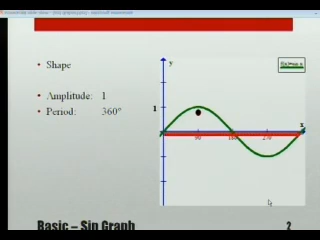 • Shape
• Amplitude: 1
• Period: 360°
y
1
x
90
180
270
Basic – Sin Graph
2